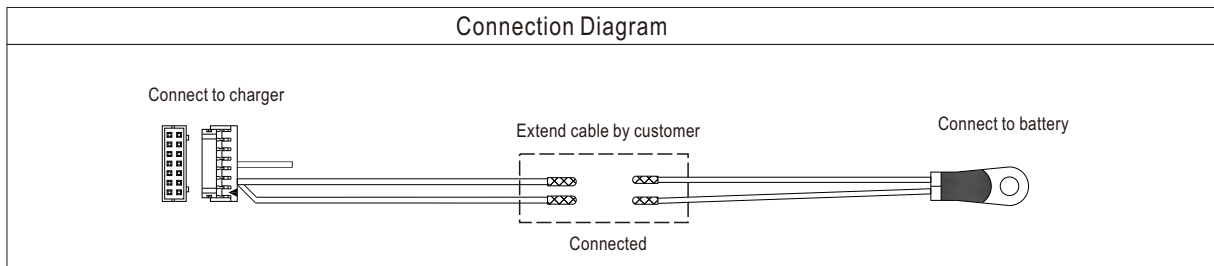 Connection Diagram
Connect to charger
Extend cable by customer
Connect to battery
Connected